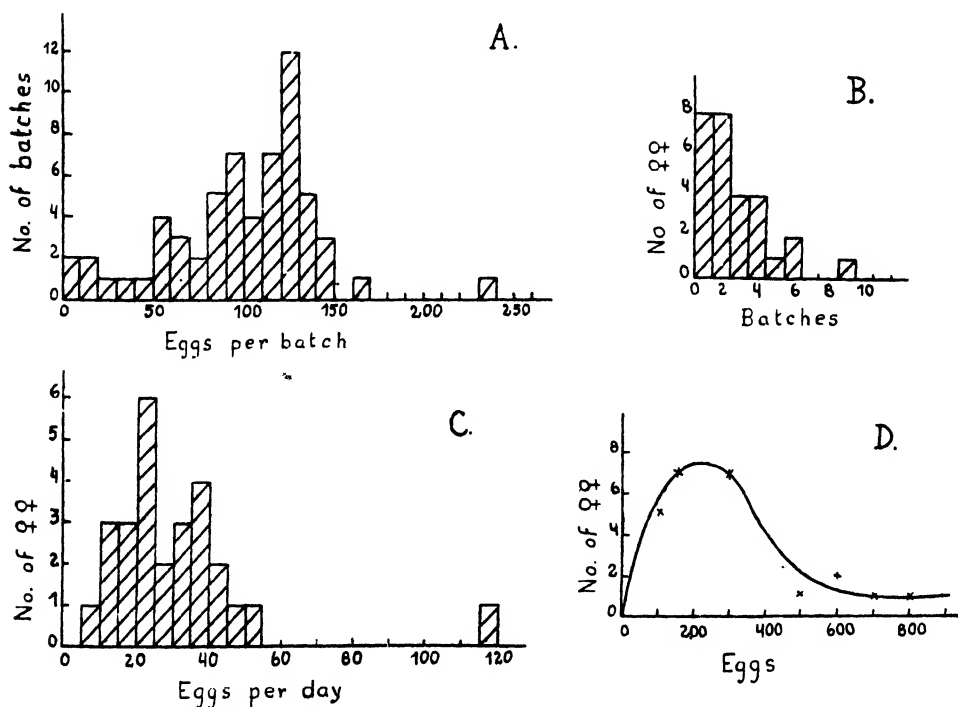 A.
No. of batches
12
10
8
6
4
2
0
0 50 100 150 200 250
Eggs per batch
B.
No of ♀♀
8
6
4
2
0
0 2 4 6 8 10
Batches
C.
No. of ♀♀
6
5
4
3
2
1
0
0 20 40 60 80 100 120
Eggs per day
D.
No. of ♀♀
8
6
4
2
0
0 200 400 600 800
Eggs